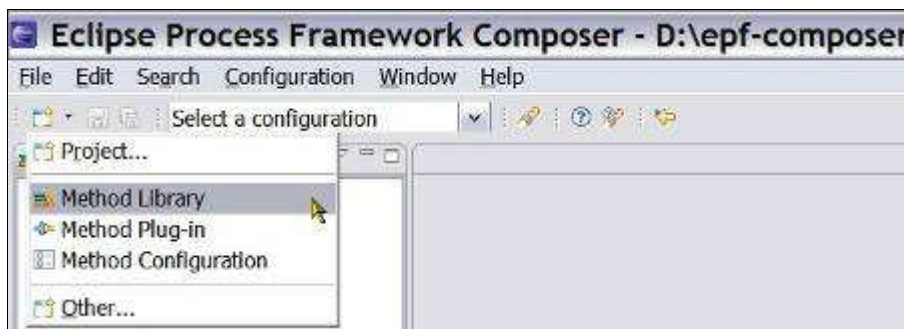 Eclipse Process Framework Composer - D:\epf-composer
File Edit Search Configuration Window Help
Select a configuration
Project...
Method Library
Method Plug-in
Method Configuration
Other...